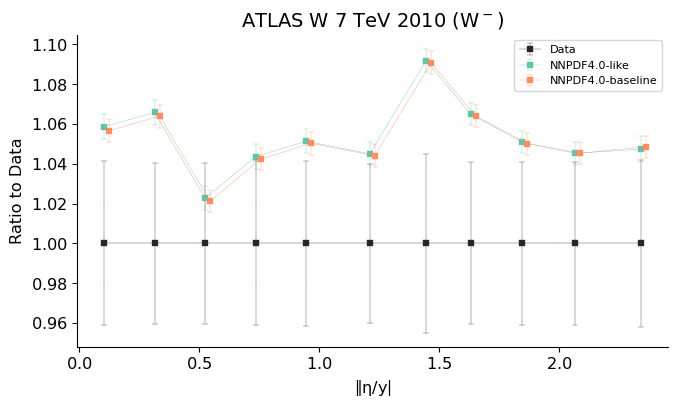 ATLAS W 7 TeV 2010 (W⁻)
Data
NNPDF4.0-like
NNPDF4.0-baseline
Ratio to Data
1.10
1.08
1.06
1.04
1.02
1.00
0.98
0.96
0.0 0.5 1.0 1.5 2.0
‖η/y|